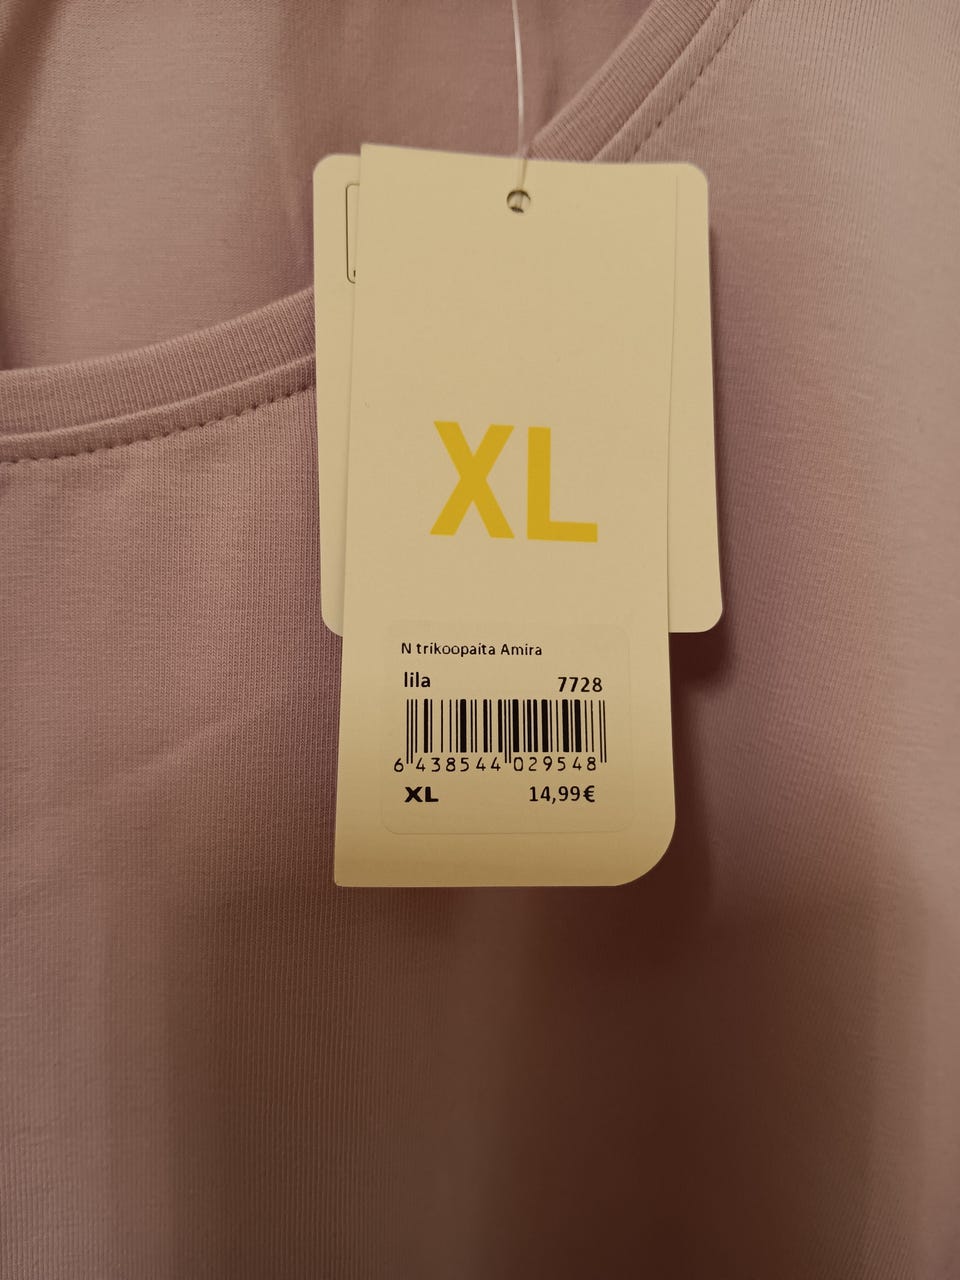 XL
N trikoopaita Amira
lila 7728
6 438544 029548
XL 14,99€